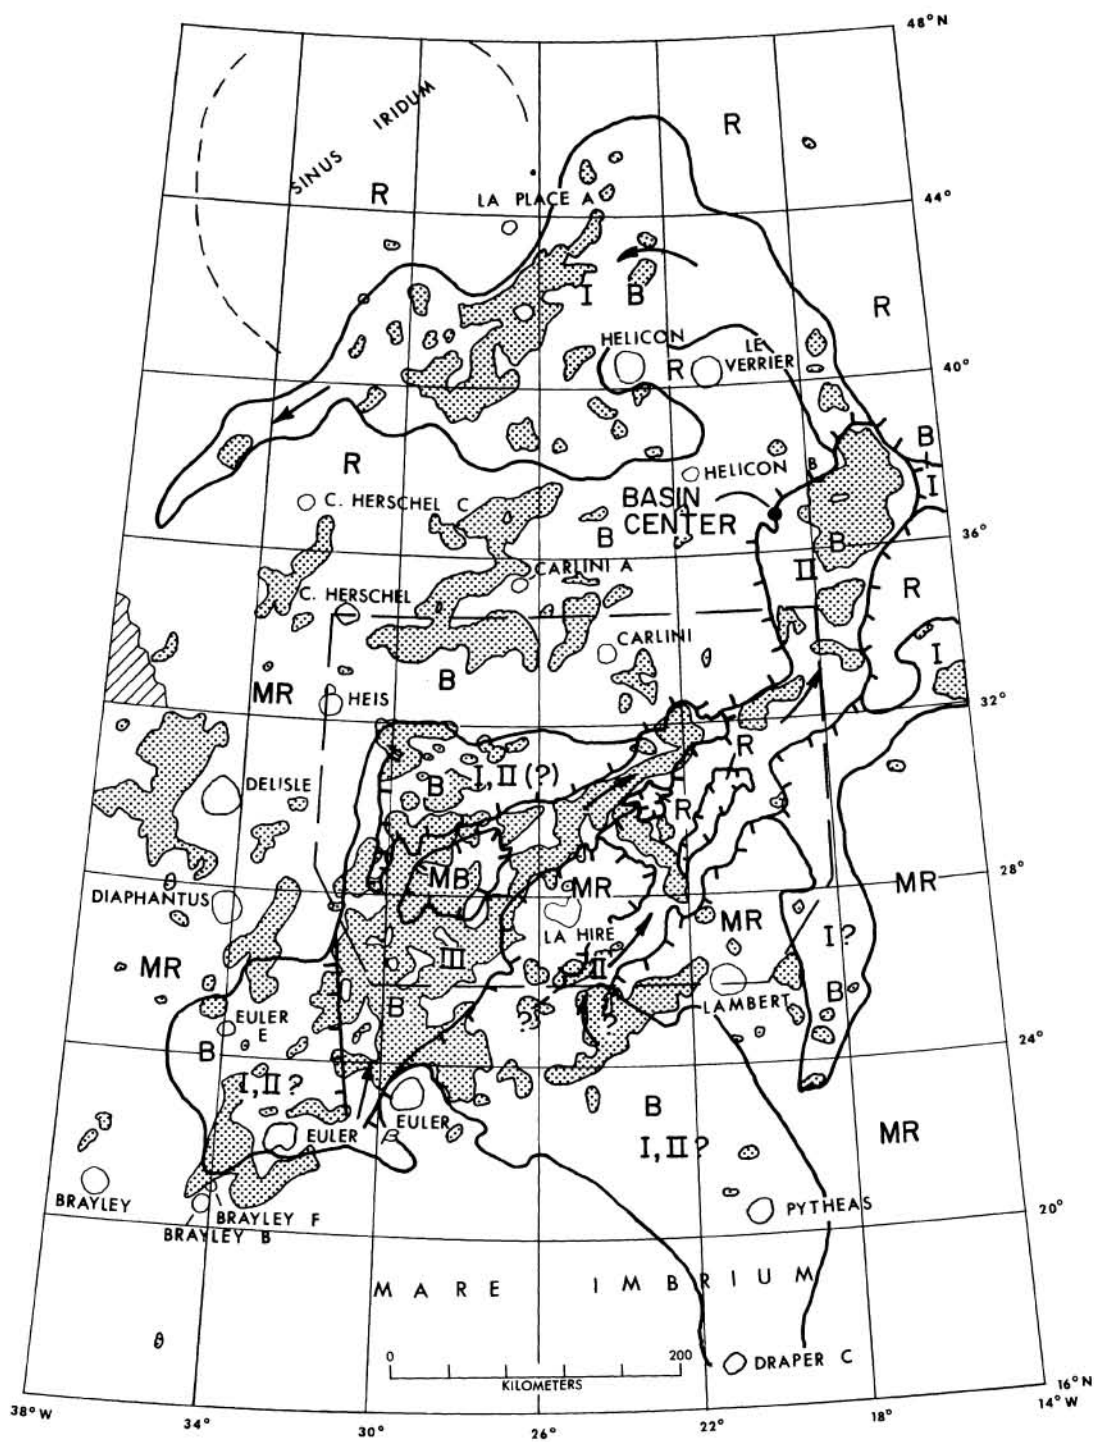 48° N
IRIDUM
R
SINUS
R
44°
LA PLACE A
I B
R
HELICON
LE
VERRIER
R
40°
B
R
HELICON B
I
C. HERSCHEL C
BASIN
CENTER
B
36°
B
CARLINI A
II
R
C. HERSCHEL
CARLINI
I
B
MR
HEIS
32°
R
I, II (?)
B
DELISLE
R
28°
MB
MR
MR
DIAPHANTUS
MR
LA HIRE
I?
MR
III
II
B
B
LAMBERT
EULER
E
?
?
24°
B
I, II?
B
EULER
EULER
I, II?
MR
BRAYLEY
PYTHEAS
20°
BRAYLEY F
BRAYLEY B
MARE IMBRIUM
0
200
KILOMETERS
DRAPER C
16° N
14° W
38° W
34°
30°
26°
22°
18°